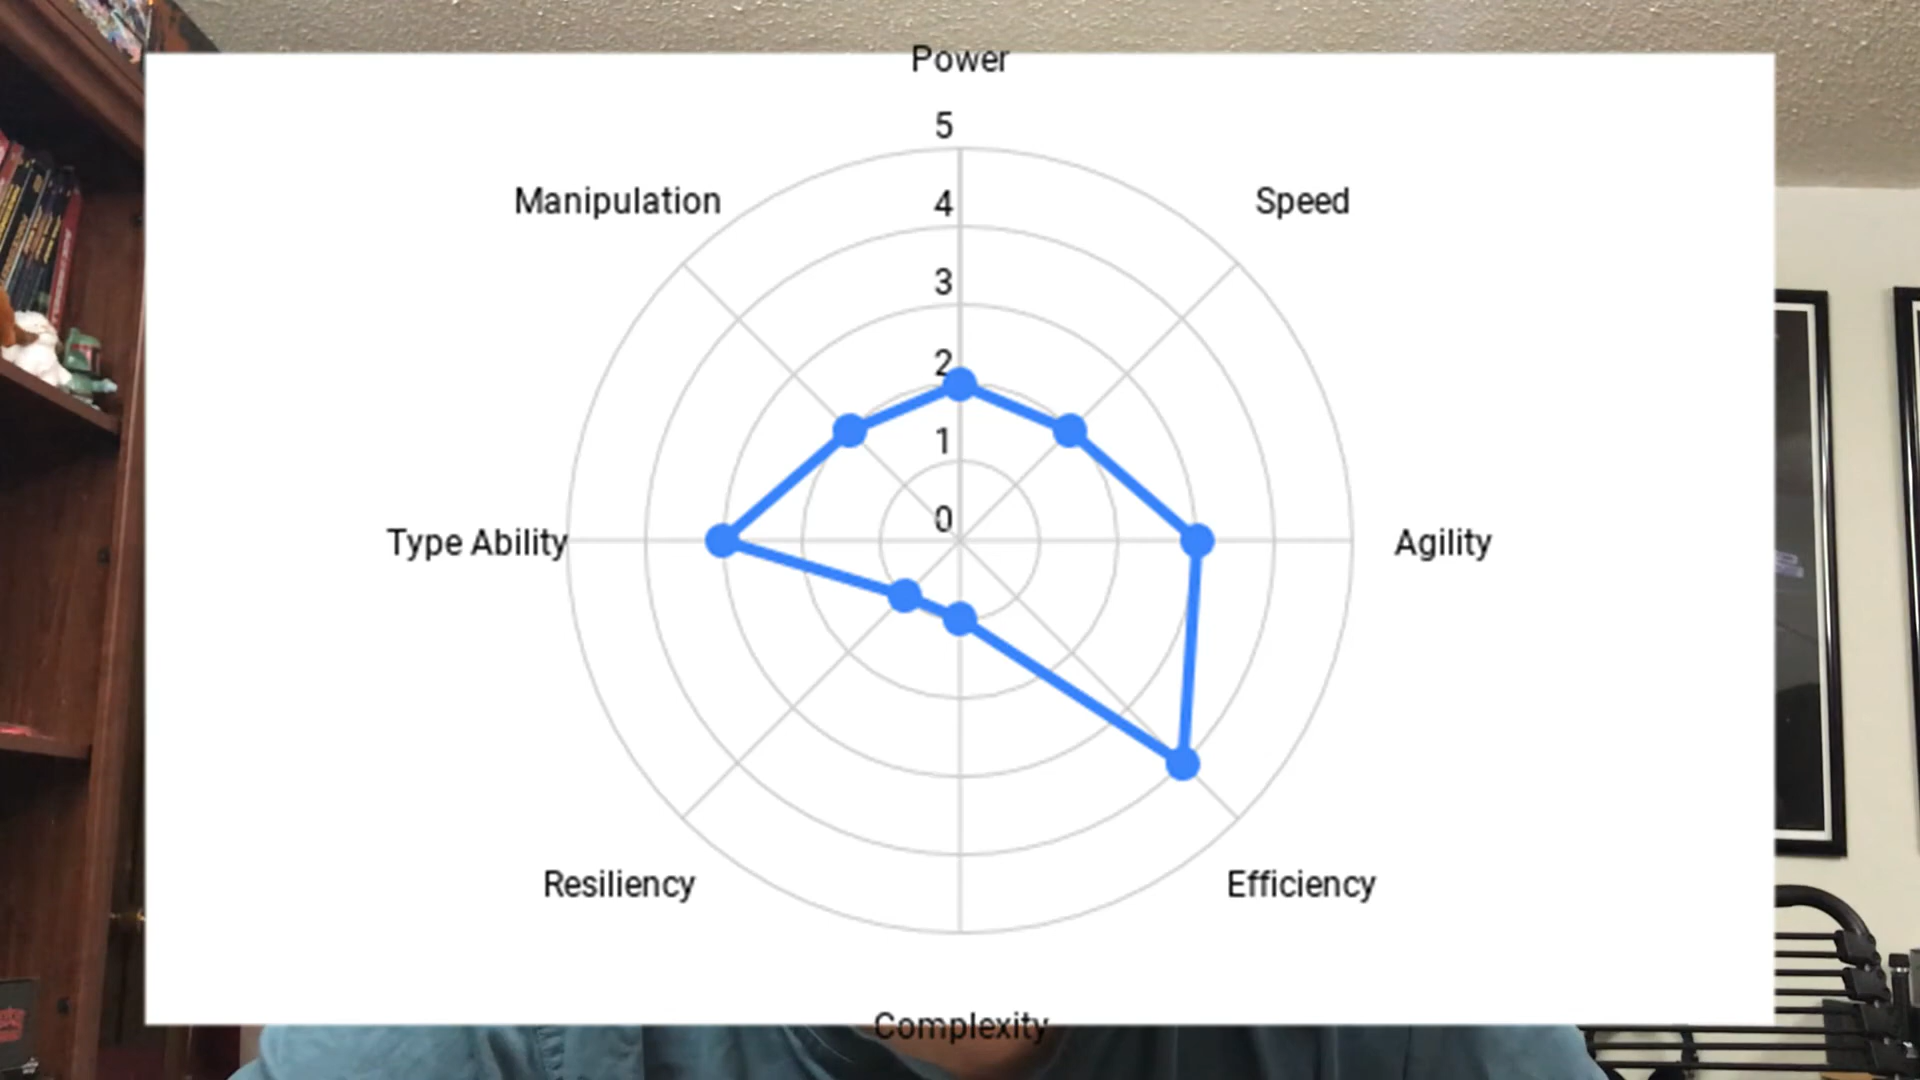 Power
5
Manipulation
4
Speed
3
2
1
0
Type Ability
Agility
Resiliency
Efficiency
Complexity